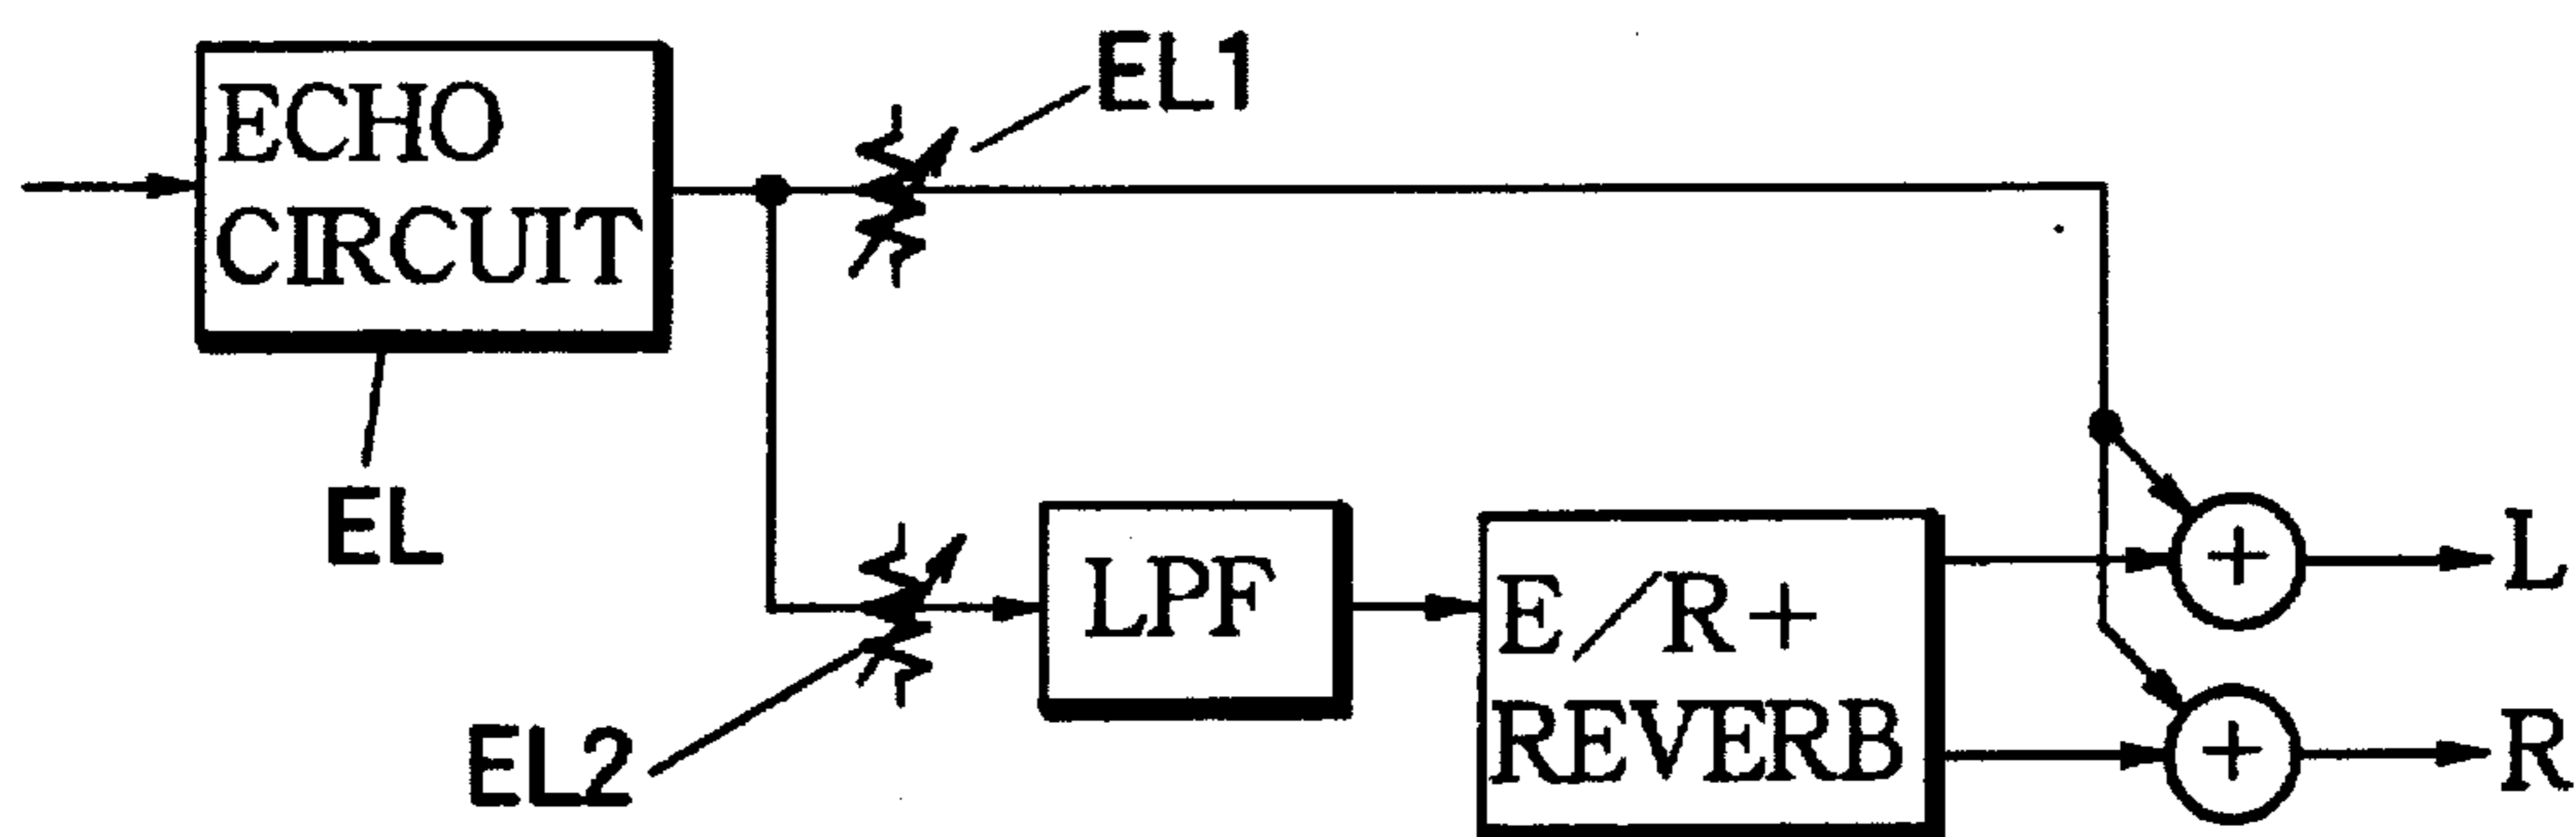 EL1
ECHO
CIRCUIT
EL
EL2
LPF
E/R+
REVERB
+
L
+
R